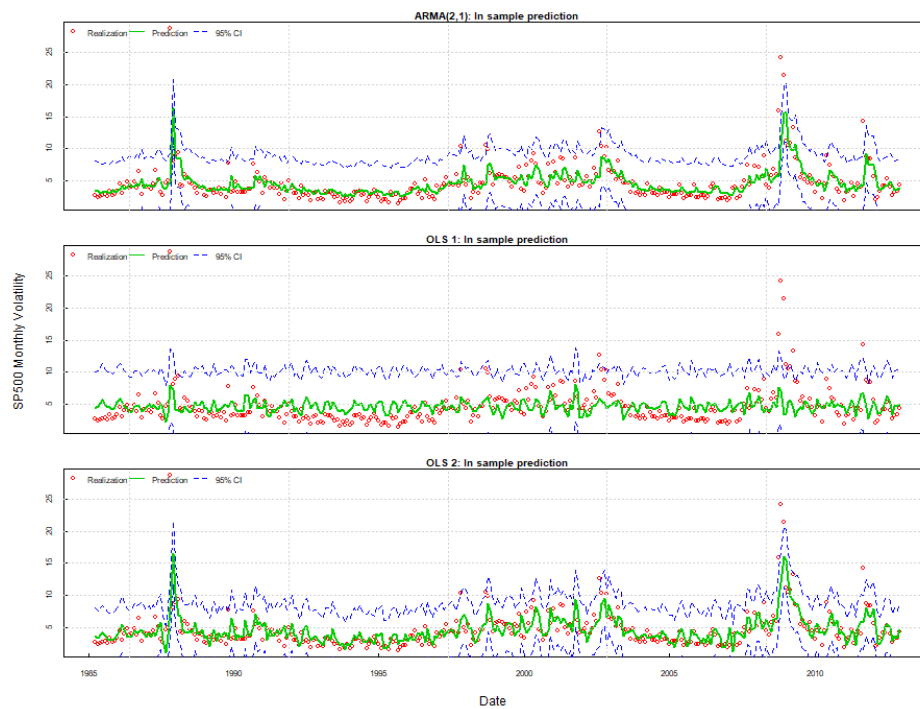 ARMA(2,1): In sample prediction
Realization Prediction 95% CI
25
20
15
10
5
OLS 1: In sample prediction
Realization Prediction 95% CI
25
20
15
10
5
SP500 Monthly Volatility
OLS 2: In sample prediction
Realization Prediction 95% CI
25
20
15
10
5
1985 1990 1995 2000 2005 2010
Date